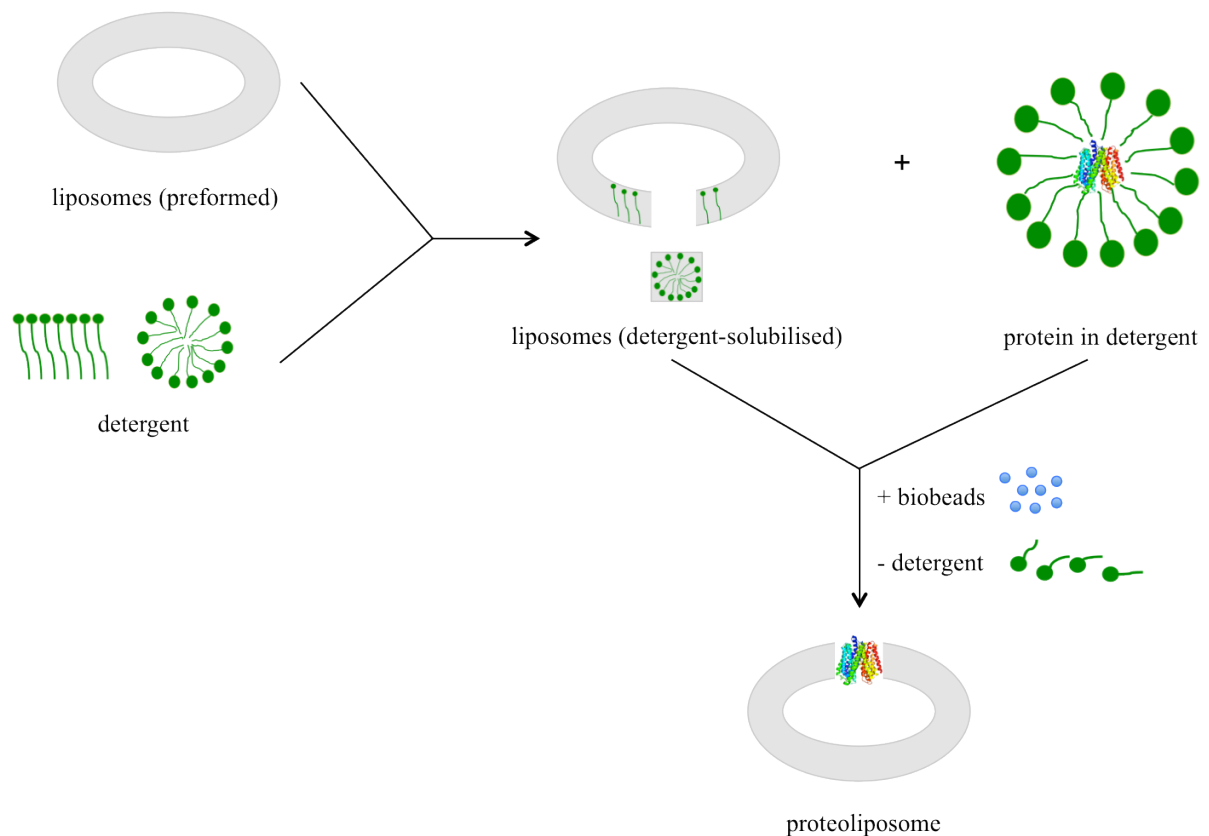 liposomes (preformed)
detergent
+
liposomes (detergent-solubilised)
protein in detergent
+ biobeads
- detergent
proteoliposome